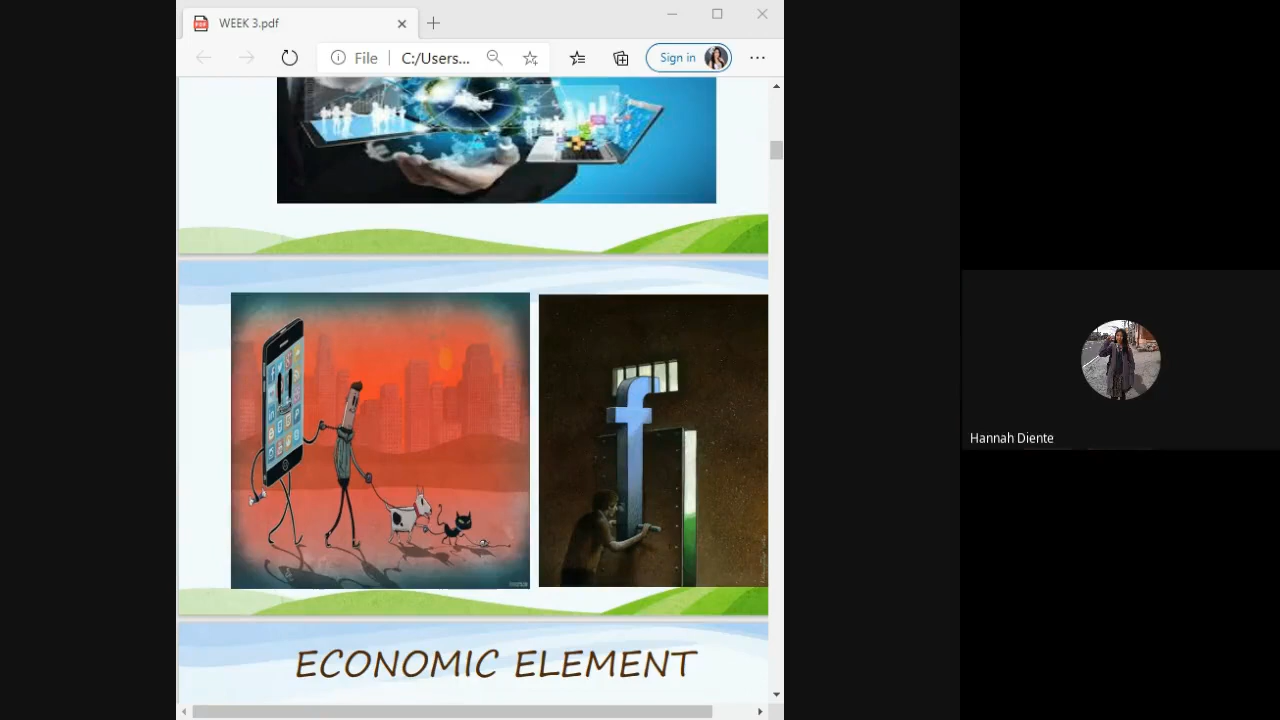 WEEK 3.pdf
File
C:/Users...
Sign in
f
ECONOMIC ELEMENT
Hannah Diente